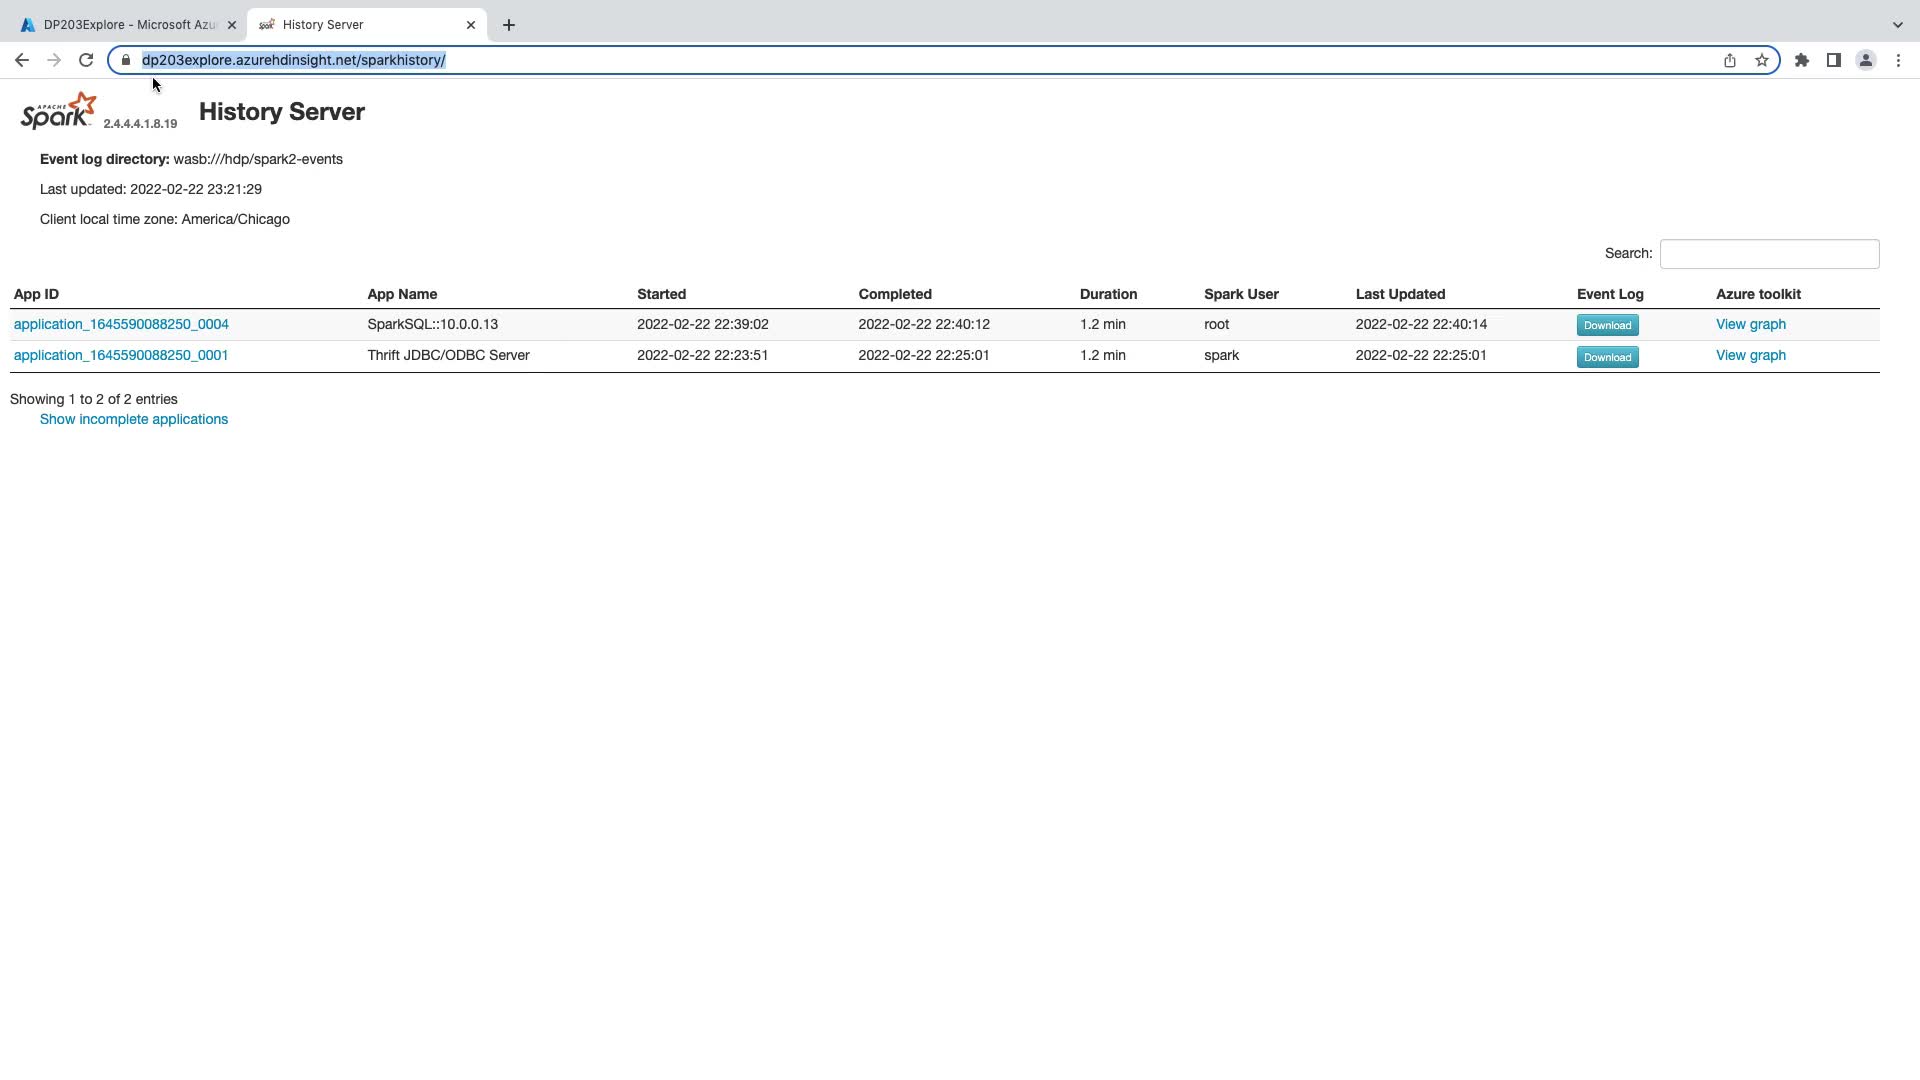 DP203Explore - Microsoft Azu
History Server
dp203explore.azurehdinsight.net/sparkhistory/
APACHE Spark 2.4.4.4.1.8.19 History Server
Event log directory: wasb:///hdp/spark2-events
Last updated: 2022-02-22 23:21:29
Client local time zone: America/Chicago
Search:
App ID App Name Started Completed Duration Spark User Last Updated Event Log Azure toolkit
application_1645590088250_0004 SparkSQL::10.0.0.13 2022-02-22 22:39:02 2022-02-22 22:40:12 1.2 min root 2022-02-22 22:40:14 Download View graph
application_1645590088250_0001 Thrift JDBC/ODBC Server 2022-02-22 22:23:51 2022-02-22 22:25:01 1.2 min spark 2022-02-22 22:25:01 Download View graph
Showing 1 to 2 of 2 entries
Show incomplete applications